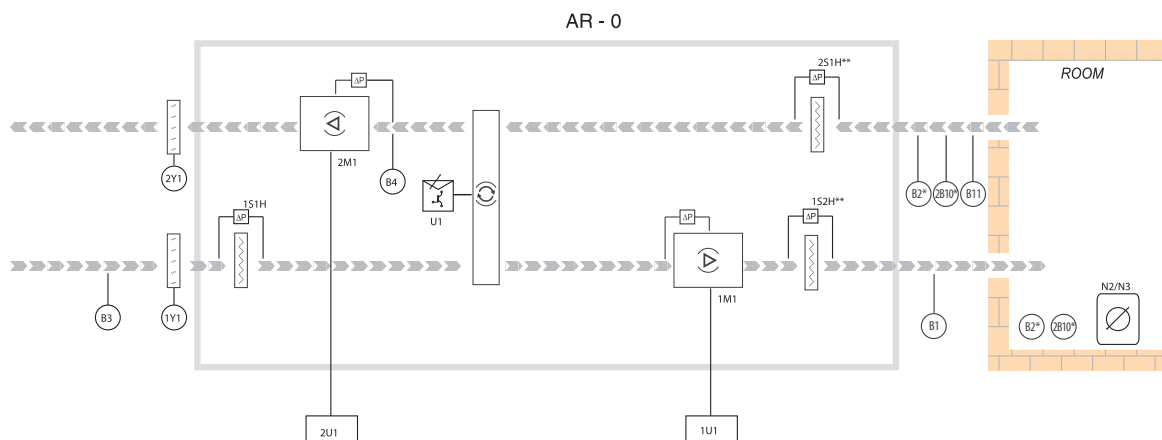 AR - 0
ROOM
2S1H**
ΔP
ΔP
2M1
2Y1
B4
B2*
2B10*
B11
U1
1S1H
ΔP
ΔP
1S2H**
ΔP
1M1
B3
1Y1
B1
N2/N3
B2*
2B10*
2U1
1U1